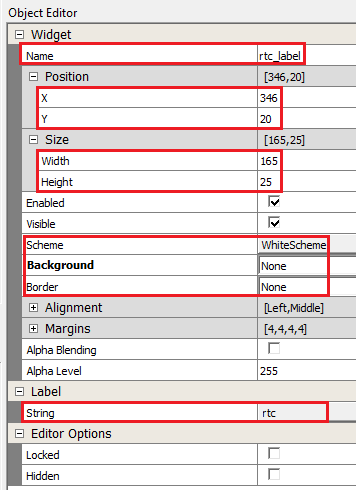 Object Editor
Widget
Name rtc_label
Position [346,20]
X 346
Y 20
Size [165,25]
Width 165
Height 25
Enabled
Visible
Scheme WhiteScheme
Background None
Border None
Alignment [Left,Middle]
Margins [4,4,4,4]
Alpha Blending
Alpha Level 255
Label
String rtc
Editor Options
Locked
Hidden